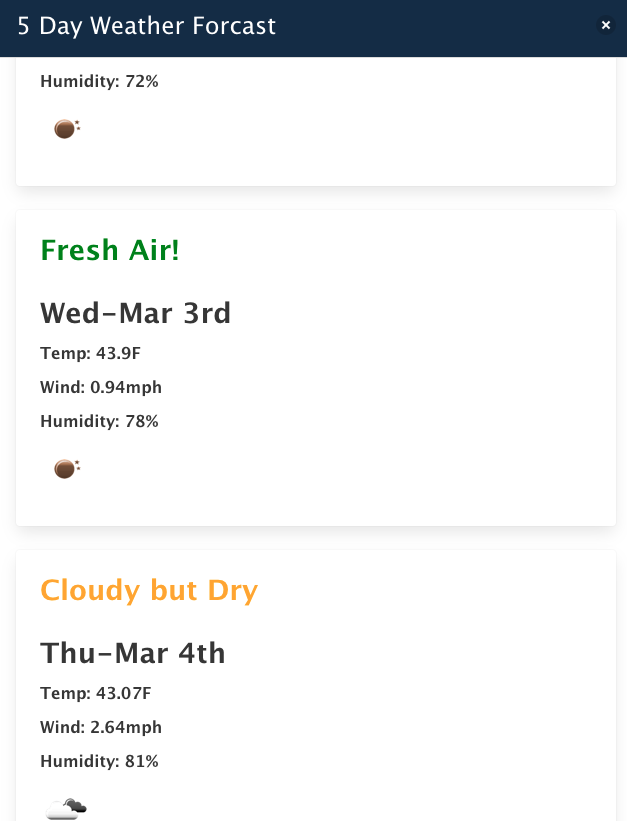 5 Day Weather Forcast
×
Humidity: 72%
Fresh Air!
Wed-Mar 3rd
Temp: 43.9F
Wind: 0.94mph
Humidity: 78%
Cloudy but Dry
Thu-Mar 4th
Temp: 43.07F
Wind: 2.64mph
Humidity: 81%